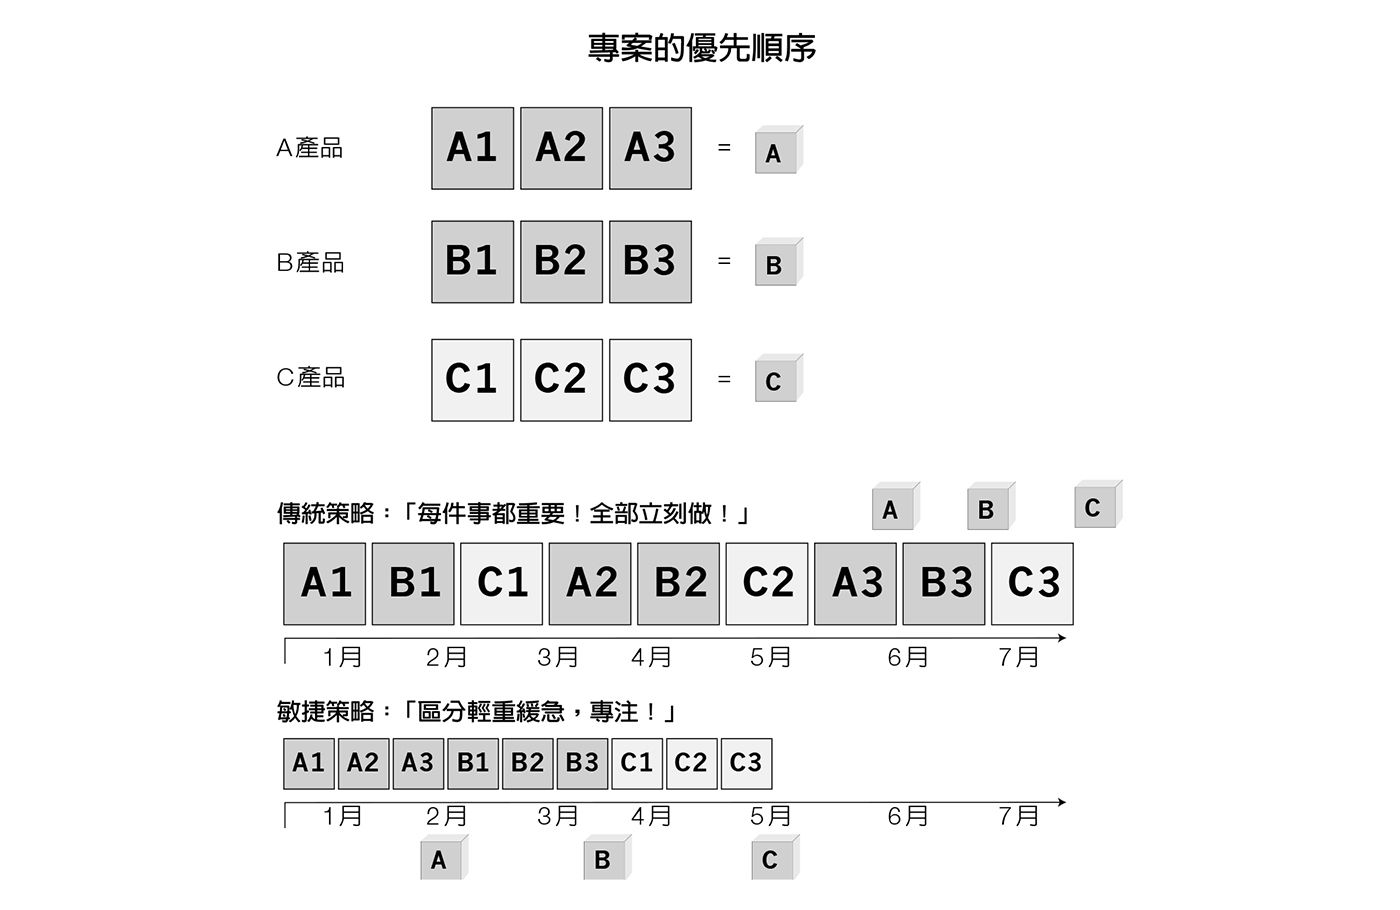 專案的優先順序
A產品 A1 A2 A3 = A
B產品 B1 B2 B3 = B
C產品 C1 C2 C3 = C
傳統策略：「每件事都重要！全部立刻做！」 A B C
A1 B1 C1 A2 B2 C2 A3 B3 C3
1月 2月 3月 4月 5月 6月 7月
敏捷策略：「區分輕重緩急，專注！」
A1 A2 A3 B1 B2 B3 C1 C2 C3
1月 2月 3月 4月 5月 6月 7月
A B C